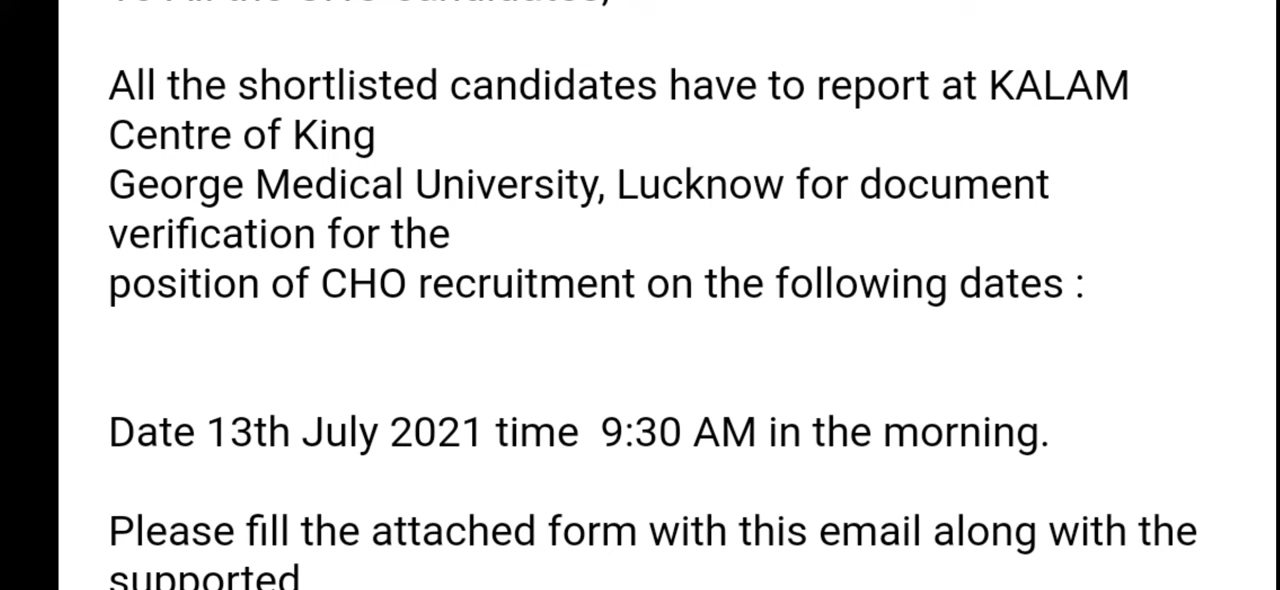 All the shortlisted candidates have to report at KALAM
Centre of King
George Medical University, Lucknow for document
verification for the
position of CHO recruitment on the following dates :
Date 13th July 2021 time 9:30 AM in the morning.
Please fill the attached form with this email along with the
supported